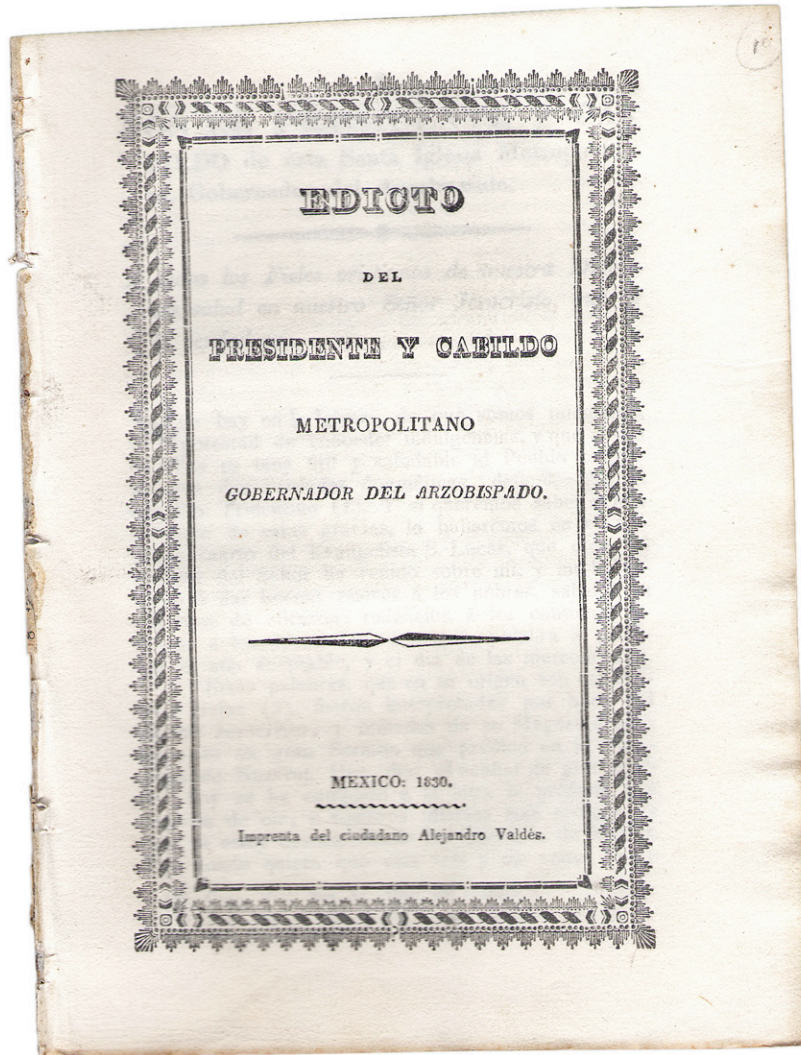 EDICTO
DEL
PRESIDENTE Y CABILDO
METROPOLITANO
GOBERNADOR DEL ARZOBISPADO.
MEXICO: 1830.
Imprenta del ciudadano Alejandro Valdés.